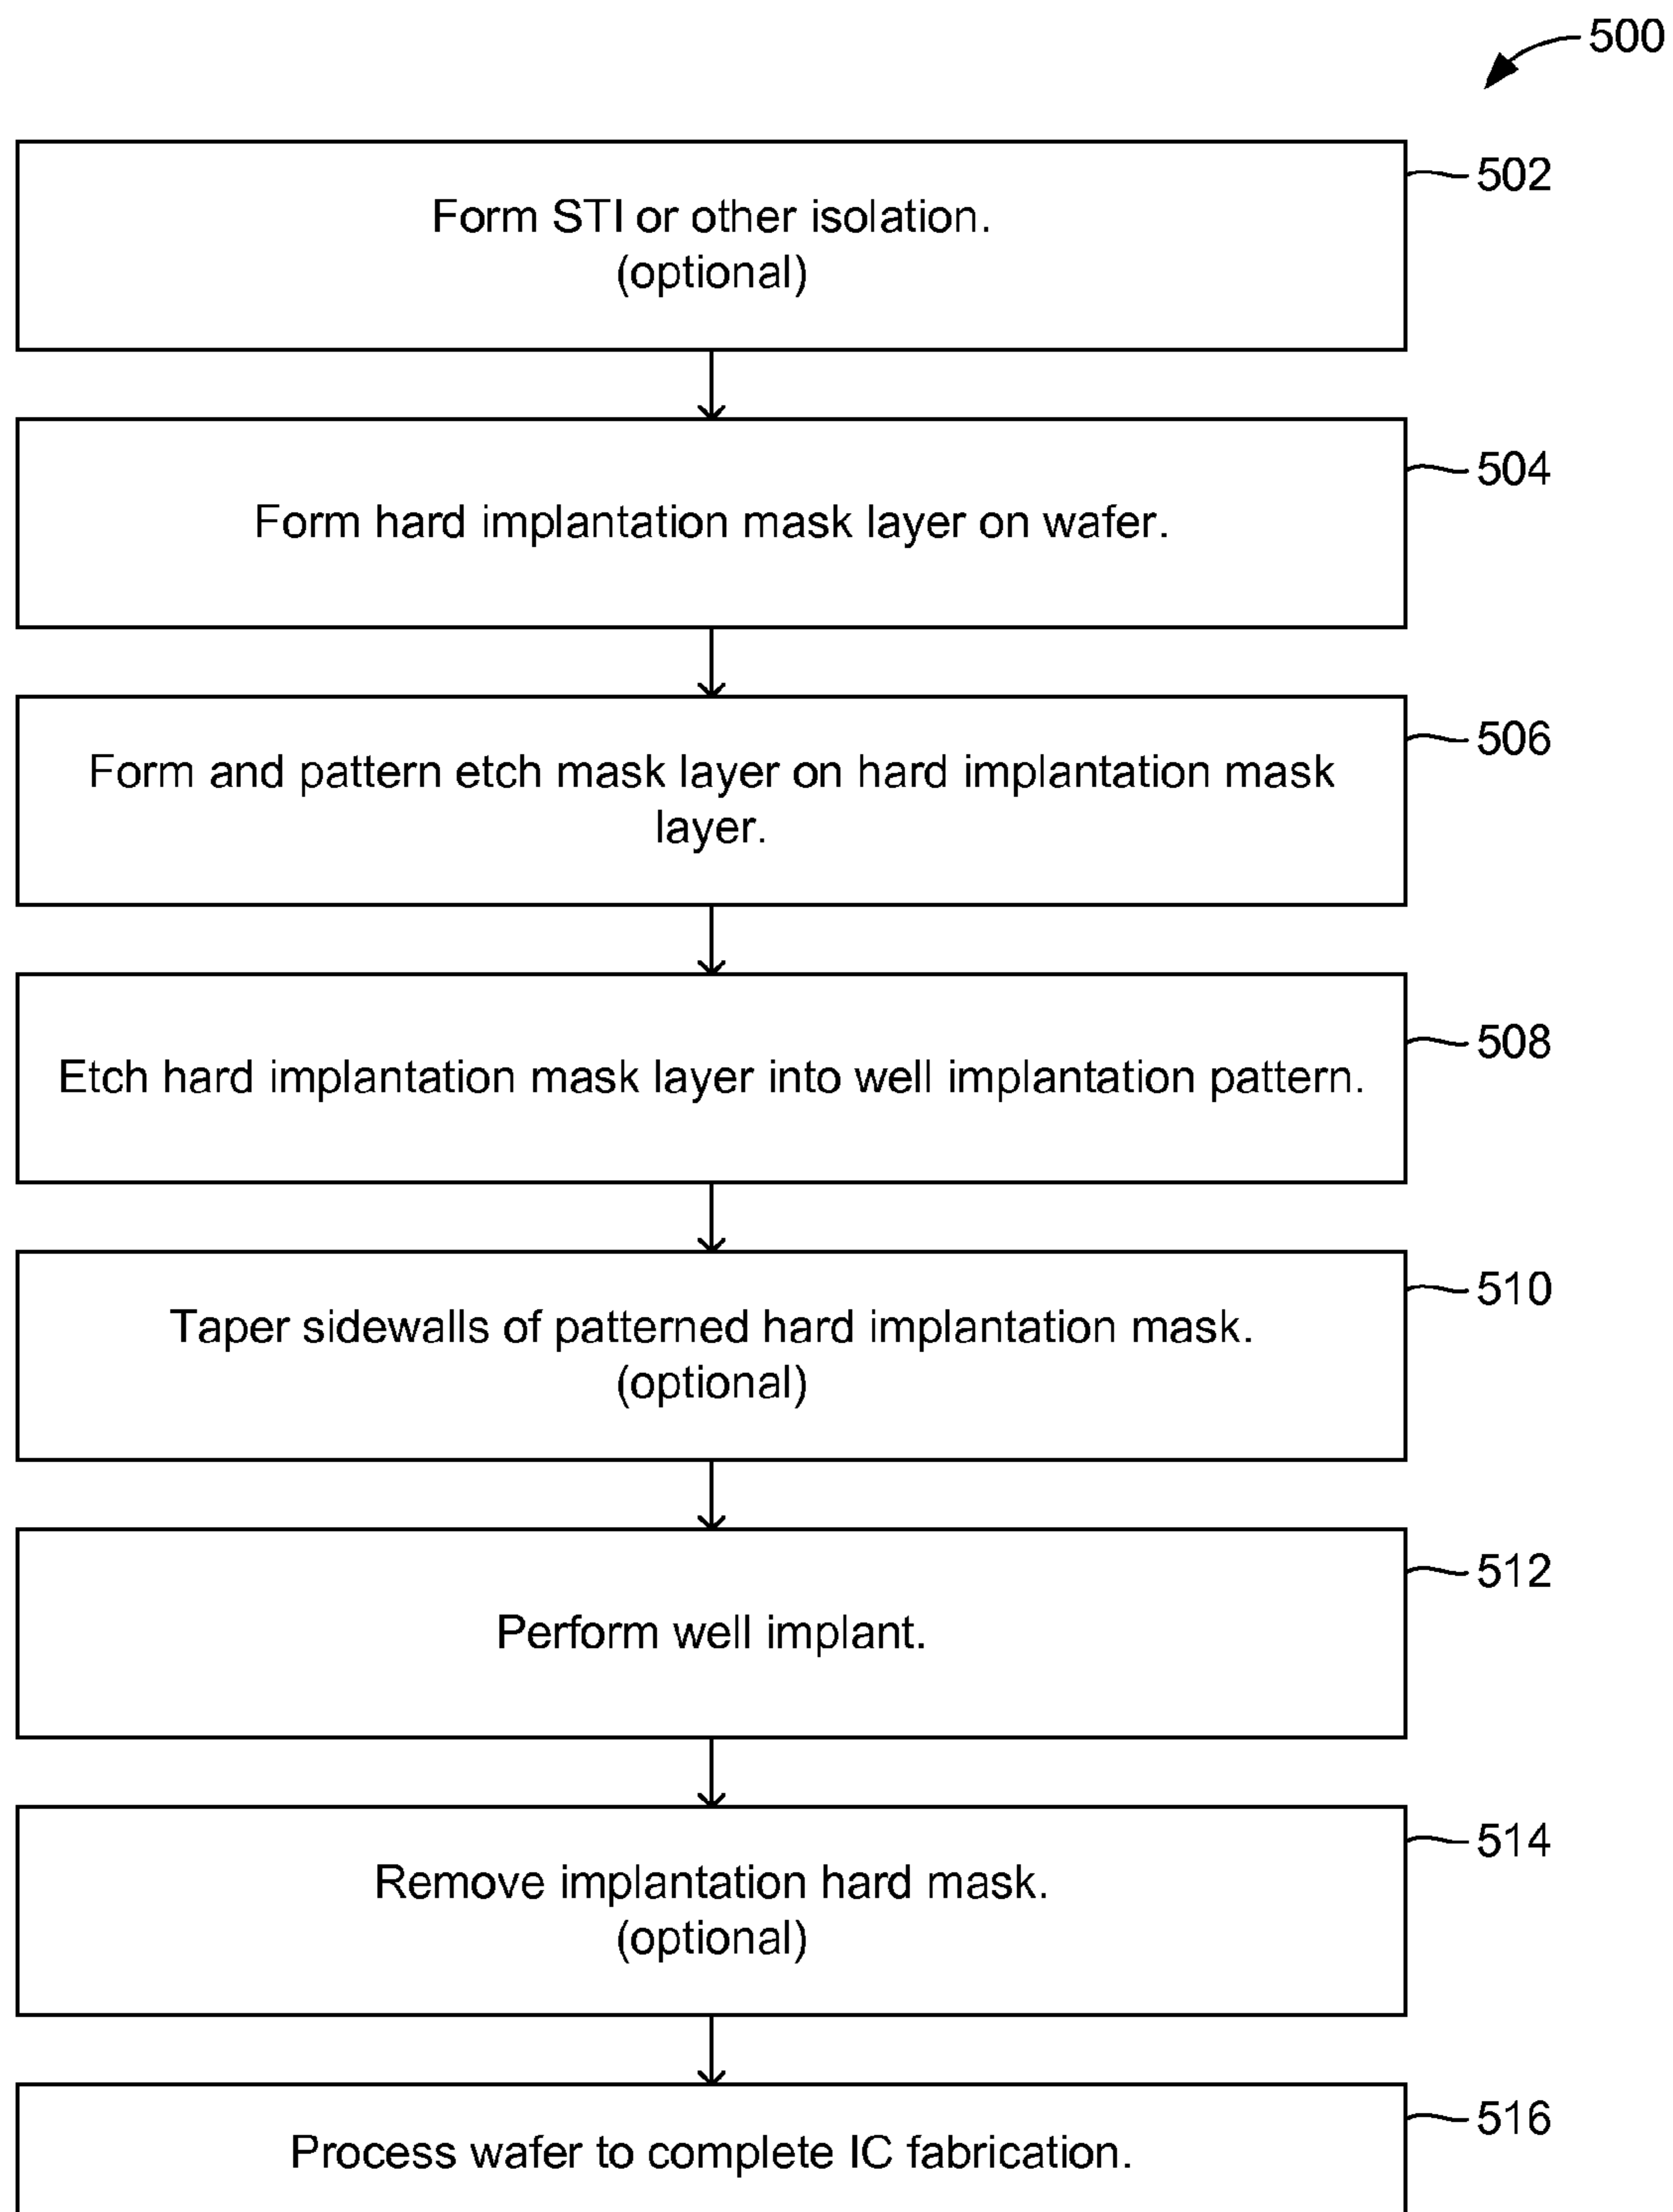 500
502
Form STI or other isolation.
(optional)
504
Form hard implantation mask layer on wafer.
506
Form and pattern etch mask layer on hard implantation mask
layer.
508
Etch hard implantation mask layer into well implantation pattern.
510
Taper sidewalls of patterned hard implantation mask.
(optional)
512
Perform well implant.
514
Remove implantation hard mask.
(optional)
516
Process wafer to complete IC fabrication.